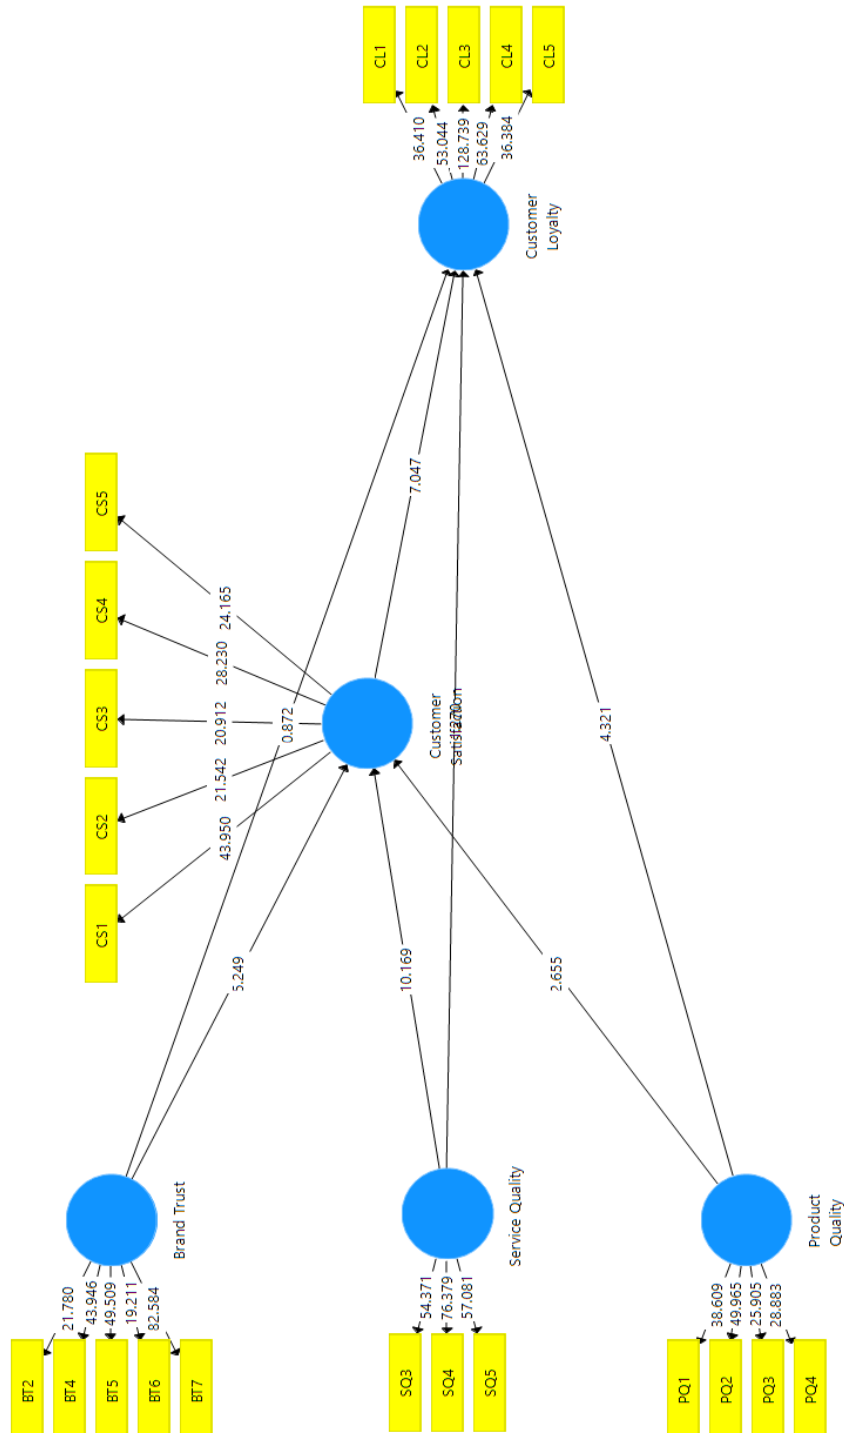 BT2
BT4
BT5
BT6
BT7
21.780
43.946
49.509
19.211
82.584
Brand Trust
CS1
CS2
CS3
CS4
CS5
43.950
21.542
20.912
28.230
24.165
0.872
5.249
Customer
Satisfaction
7.047
CL1
CL2
CL3
CL4
CL5
36.410
53.044
128.739
63.629
36.384
Customer
Loyalty
SQ3
SQ4
SQ5
54.371
76.379
57.081
Service Quality
10.169
2.655
4.321
PQ1
PQ2
PQ3
PQ4
38.609
49.965
25.905
28.883
Product
Quality